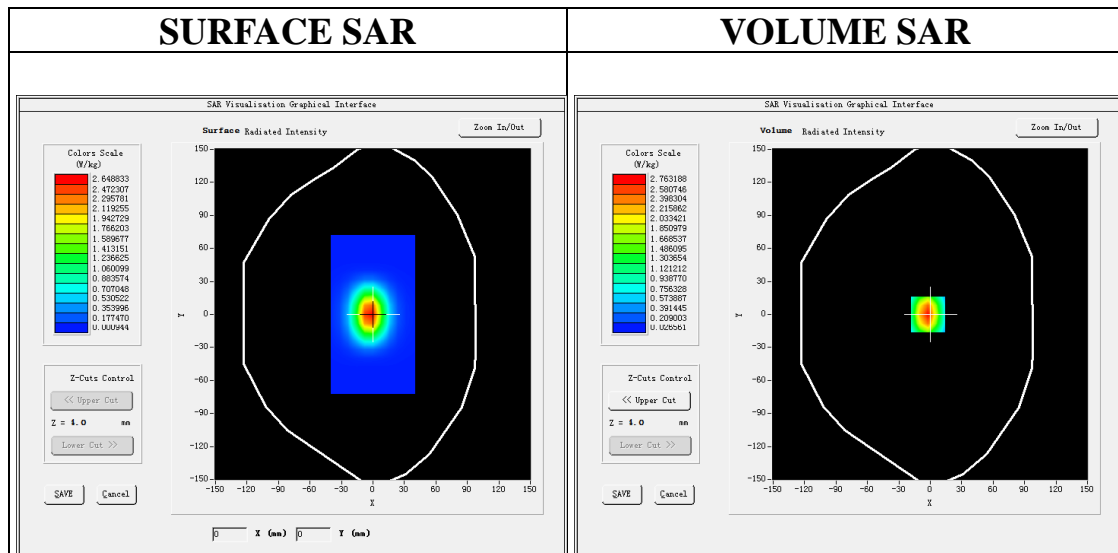 SURFACE SAR
VOLUME SAR
SAR Visualisation Graphical Interface
Surface Radiated Intensity
Zoom In/Out
Colors Scale
(W/kg)
2.648833
2.472307
2.295781
2.119255
1.942729
1.766203
1.589677
1.413151
1.236625
1.060099
0.883574
0.707048
0.530522
0.353996
0.177470
0.000944
Z-Cuts Control
<< Upper Cut
Z = 4.0 mm
Lower Cut >>
SAVE
Cancel
150
120
90
60
30
0
-30
-60
-90
-120
-150
Y
-150 -120 -90 -60 -30 0 30 60 90 120 150
X
0 X (mm) 0 Y (mm)
SAR Visualisation Graphical Interface
Volume Radiated Intensity
Zoom In/Out
Colors Scale
(W/kg)
2.763188
2.580746
2.398304
2.215862
2.033421
1.850979
1.668537
1.486095
1.303654
1.121212
0.938770
0.756328
0.573887
0.391445
0.209003
0.026561
Z-Cuts Control
<< Upper Cut
Z = 4.0 mm
Lower Cut >>
SAVE
Cancel
150
120
90
60
30
0
-30
-60
-90
-120
-150
Y
-150 -120 -90 -60 -30 0 30 60 90 120 150
X